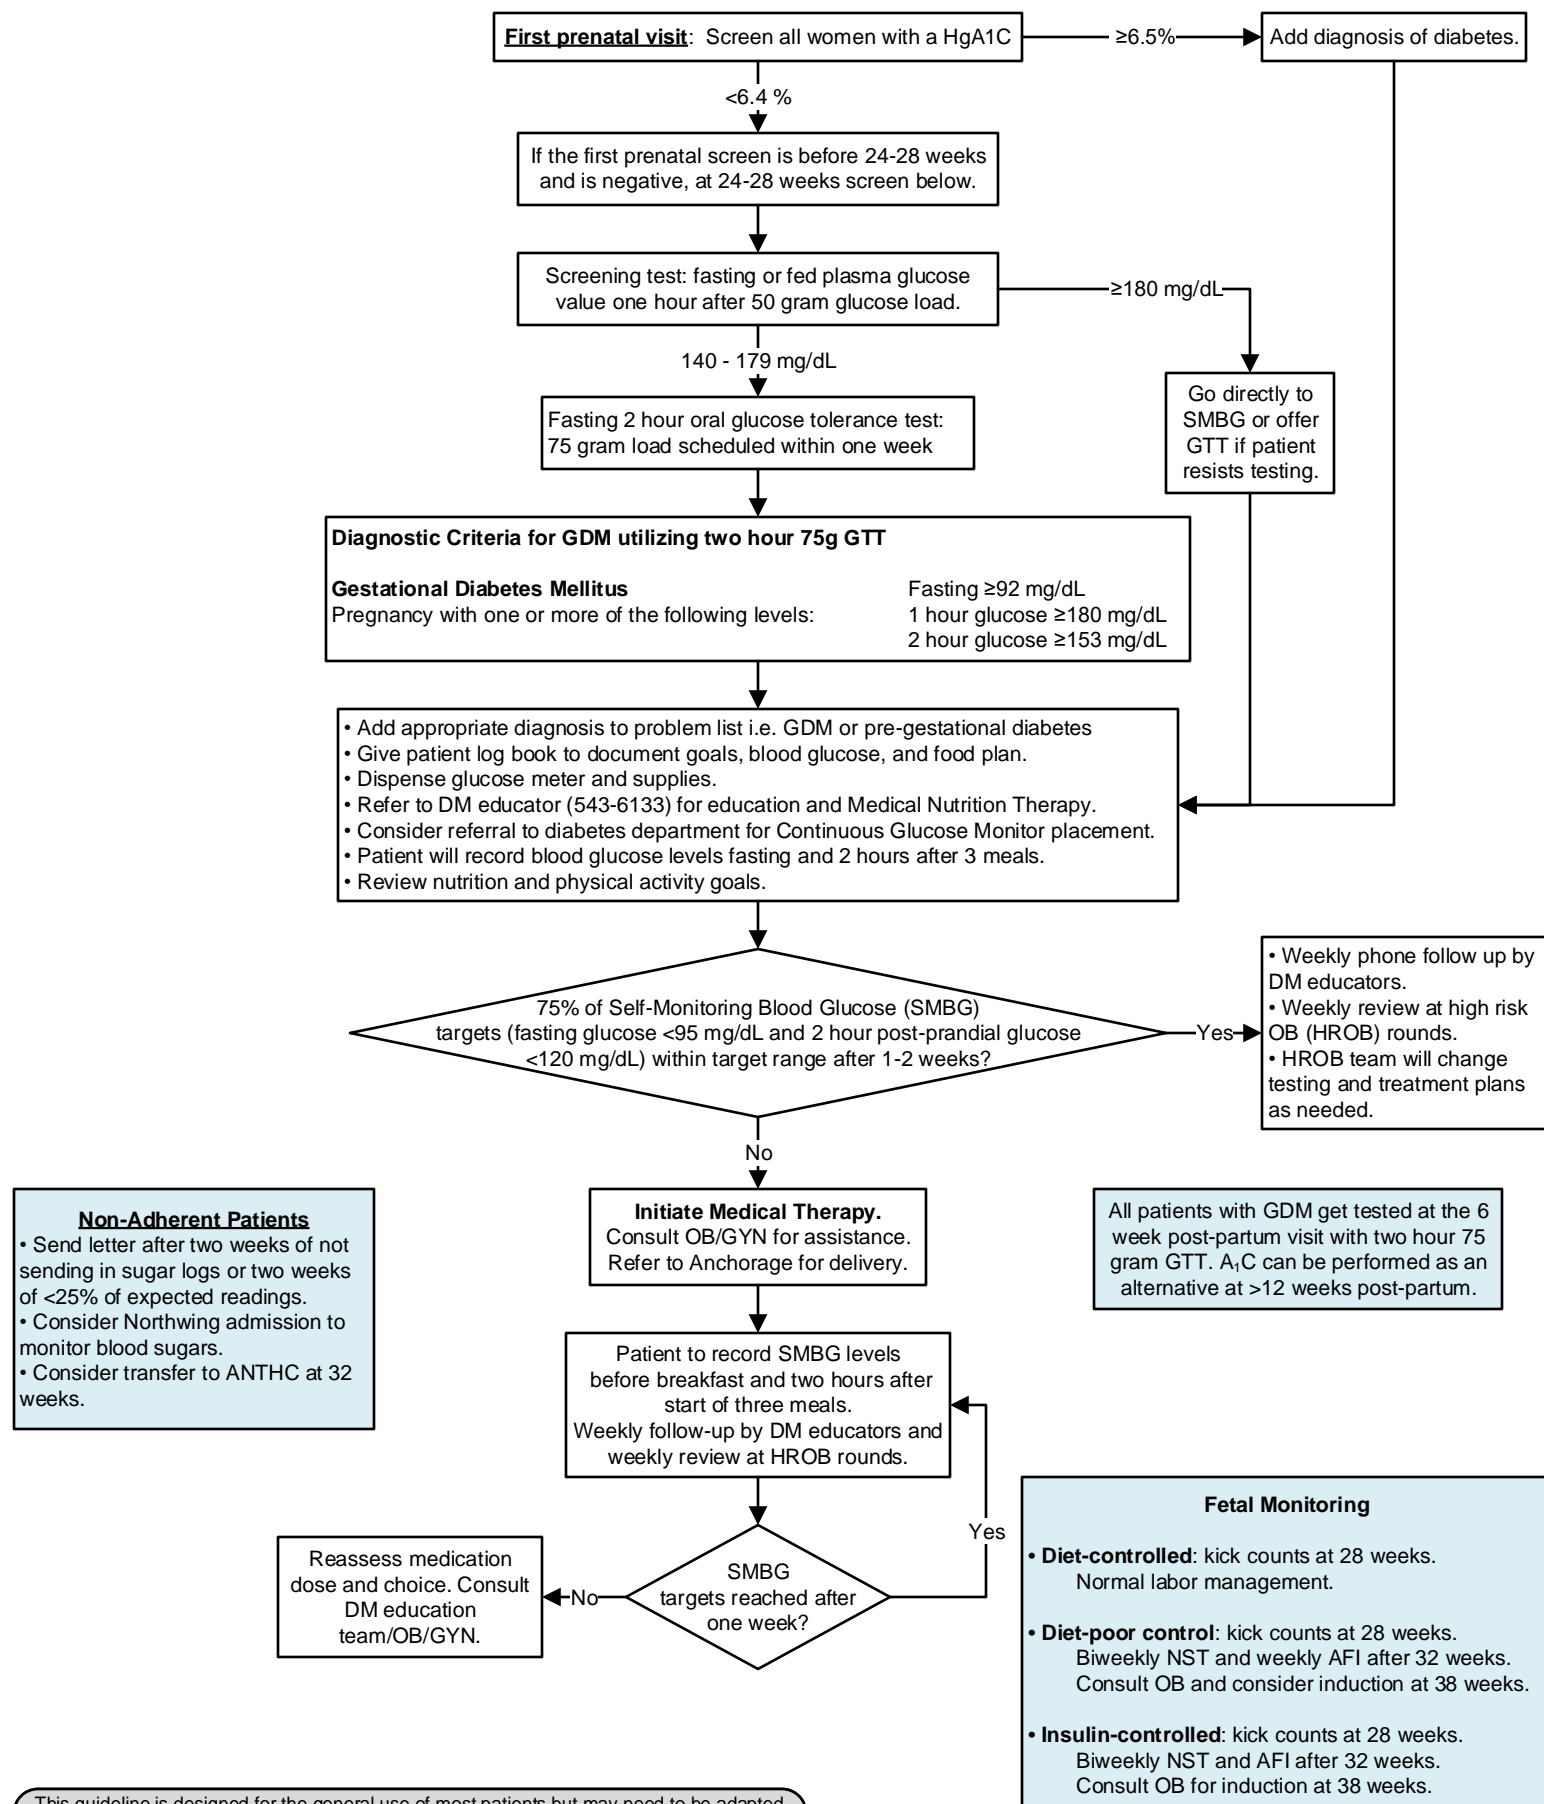 First prenatal visit: Screen all women with a HgA1C
≥6.5%
Add diagnosis of diabetes.
<6.4 %
If the first prenatal screen is before 24-28 weeks
and is negative, at 24-28 weeks screen below.
Screening test: fasting or fed plasma glucose
value one hour after 50 gram glucose load.
≥180 mg/dL
140 - 179 mg/dL
Go directly to
SMBG or offer
GTT if patient
resists testing.
Fasting 2 hour oral glucose tolerance test:
75 gram load scheduled within one week
Diagnostic Criteria for GDM utilizing two hour 75g GTT
Gestational Diabetes Mellitus
Pregnancy with one or more of the following levels:
Fasting ≥92 mg/dL
1 hour glucose ≥180 mg/dL
2 hour glucose ≥153 mg/dL
• Add appropriate diagnosis to problem list i.e. GDM or pre-gestational diabetes
• Give patient log book to document goals, blood glucose, and food plan.
• Dispense glucose meter and supplies.
• Refer to DM educator (543-6133) for education and Medical Nutrition Therapy.
• Consider referral to diabetes department for Continuous Glucose Monitor placement.
• Patient will record blood glucose levels fasting and 2 hours after 3 meals.
• Review nutrition and physical activity goals.
75% of Self-Monitoring Blood Glucose (SMBG)
targets (fasting glucose <95 mg/dL and 2 hour post-prandial glucose
<120 mg/dL) within target range after 1-2 weeks?
Yes
• Weekly phone follow up by
DM educators.
• Weekly review at high risk
OB (HROB) rounds.
• HROB team will change
testing and treatment plans
as needed.
No
Non-Adherent Patients
• Send letter after two weeks of not
sending in sugar logs or two weeks
of <25% of expected readings.
• Consider Northwing admission to
monitor blood sugars.
• Consider transfer to ANTHC at 32
weeks.
Initiate Medical Therapy.
Consult OB/GYN for assistance.
Refer to Anchorage for delivery.
All patients with GDM get tested at the 6
week post-partum visit with two hour 75
gram GTT. A₁C can be performed as an
alternative at >12 weeks post-partum.
Patient to record SMBG levels
before breakfast and two hours after
start of three meals.
Weekly follow-up by DM educators and
weekly review at HROB rounds.
Yes
SMBG
targets reached after
one week?
No
Reassess medication
dose and choice. Consult
DM education
team/OB/GYN.
Fetal Monitoring
• Diet-controlled: kick counts at 28 weeks.
Normal labor management.
• Diet-poor control: kick counts at 28 weeks.
Biweekly NST and weekly AFI after 32 weeks.
Consult OB and consider induction at 38 weeks.
• Insulin-controlled: kick counts at 28 weeks.
Biweekly NST and AFI after 32 weeks.
Consult OB for induction at 38 weeks.
This guideline is designed for the general use of most patients but may need to be adapted